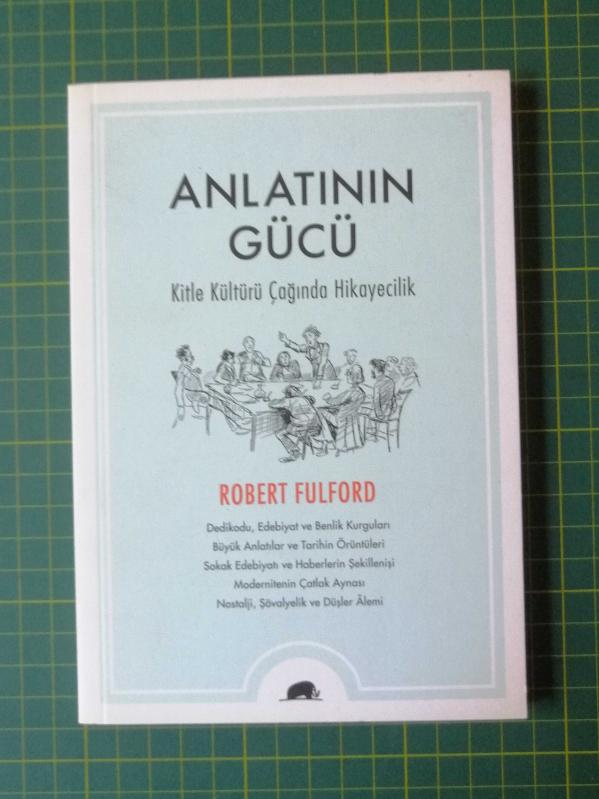 ANLATININ
GÜCÜ
Kitle Kültürü Çağında Hikayecilik
ROBERT FULFORD
Dedikodu, Edebiyat ve Benlik Kurguları
Büyük Anlatılar ve Tarihin Örüntüleri
Sokak Edebiyatı ve Haberlerin Şekillenişi
Modernitenin Çatlak Aynası
Nostalji, Şövalyelik ve Düşler Âlemi